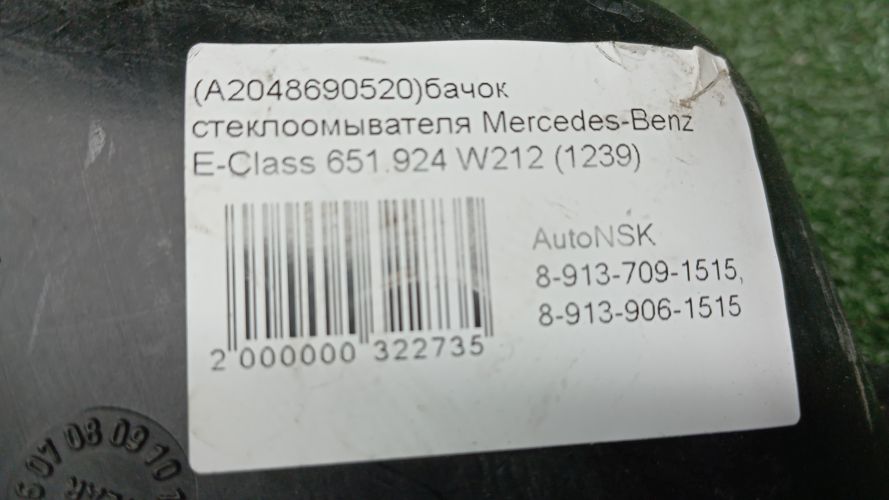 (A2048690520)бачок
стеклоомывателя Mercedes-Benz
E-Class 651.924 W212 (1239)
AutoNSK
8-913-709-1515,
8-913-906-1515
2 000000 322735
07 08 09 10